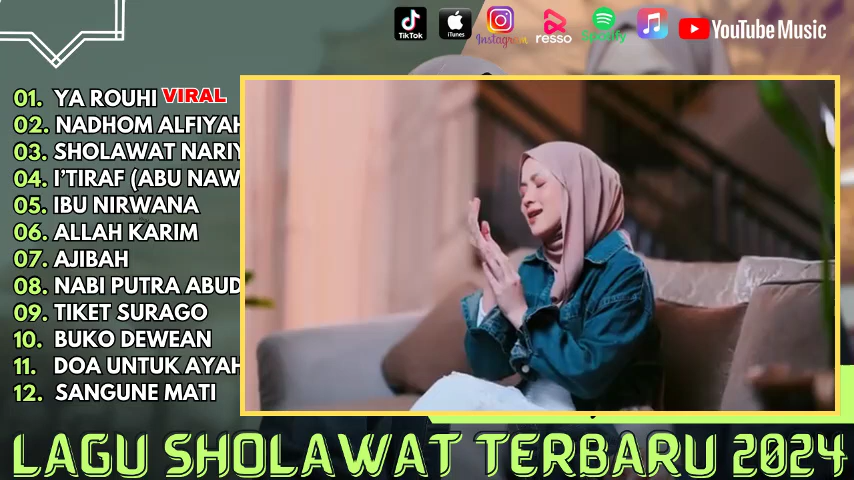 TikTok
iTunes
Instagram
resso
Spotify
YouTube Music
01. YA ROUHI VIRAL
02. NADHOM ALFIYAH
03. SHOLAWAT NARIY
04. I'TIRAF (ABU NAW
05. IBU NIRWANA
06. ALLAH KARIM
07. AJIBAH
08. NABI PUTRA ABUD
09. TIKET SURAGO
10. BUKO DEWEAN
11. DOA UNTUK AYAH
12. SANGUNE MATI
LAGU SHOLAWAT TERBARU 2024